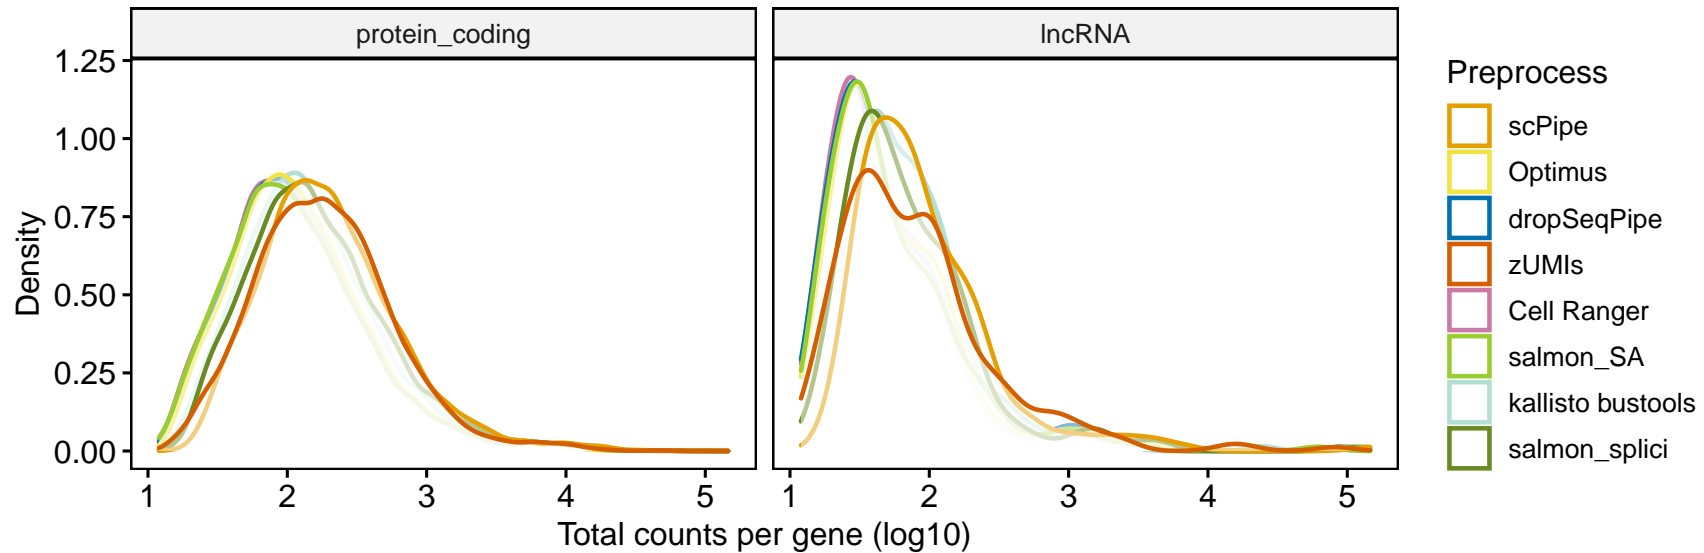 protein_coding
lncRNA
1.25
1.00
0.75
0.50
0.25
0.00
Density
1 2 3 4 5
1 2 3 4 5
Total counts per gene (log10)
Preprocess
scPipe
Optimus
dropSeqPipe
zUMIs
Cell Ranger
salmon_SA
kallisto bustools
salmon_splici